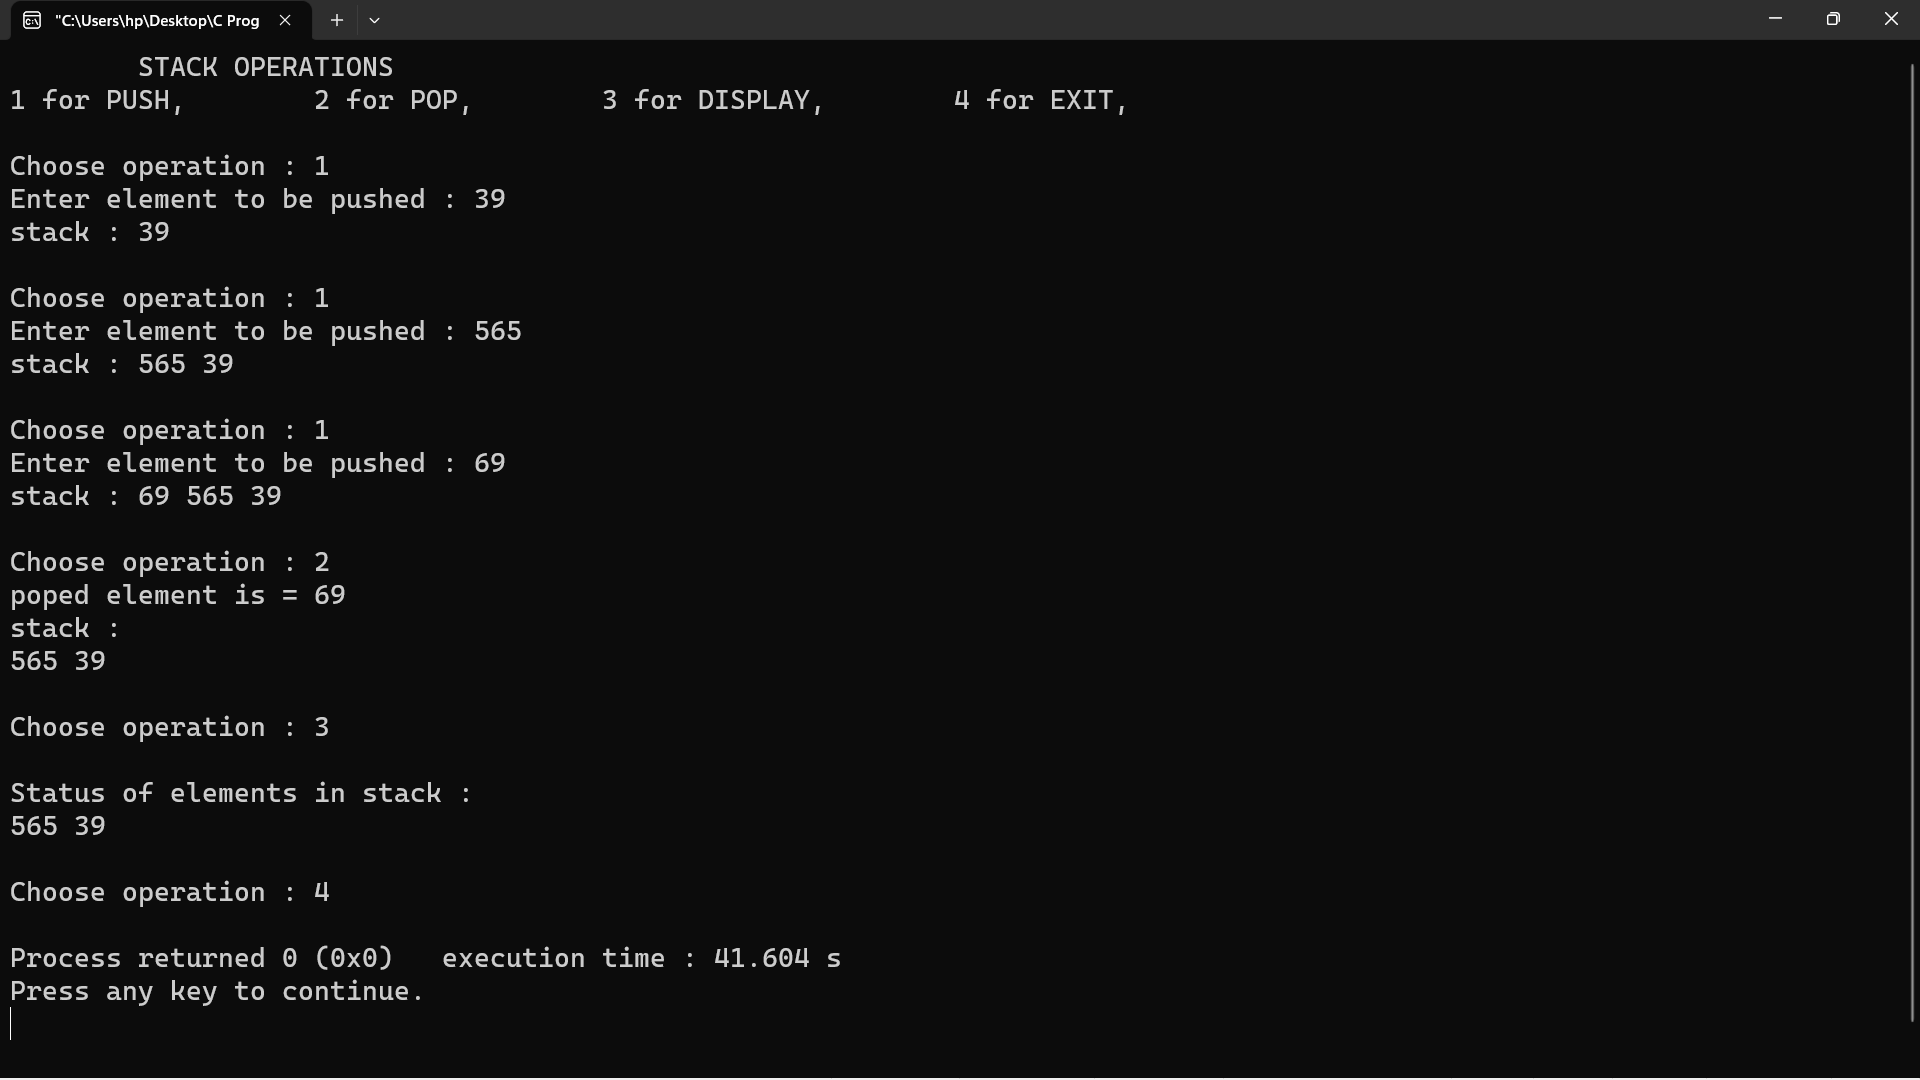 "C:\Users\hp\Desktop\C Prog
STACK OPERATIONS
1 for PUSH,        2 for POP,        3 for DISPLAY,        4 for EXIT,
Choose operation : 1
Enter element to be pushed : 39
stack : 39
Choose operation : 1
Enter element to be pushed : 565
stack : 565 39
Choose operation : 1
Enter element to be pushed : 69
stack : 69 565 39
Choose operation : 2
poped element is = 69
stack :
565 39
Choose operation : 3
Status of elements in stack :
565 39
Choose operation : 4
Process returned 0 (0x0)   execution time : 41.604 s
Press any key to continue.